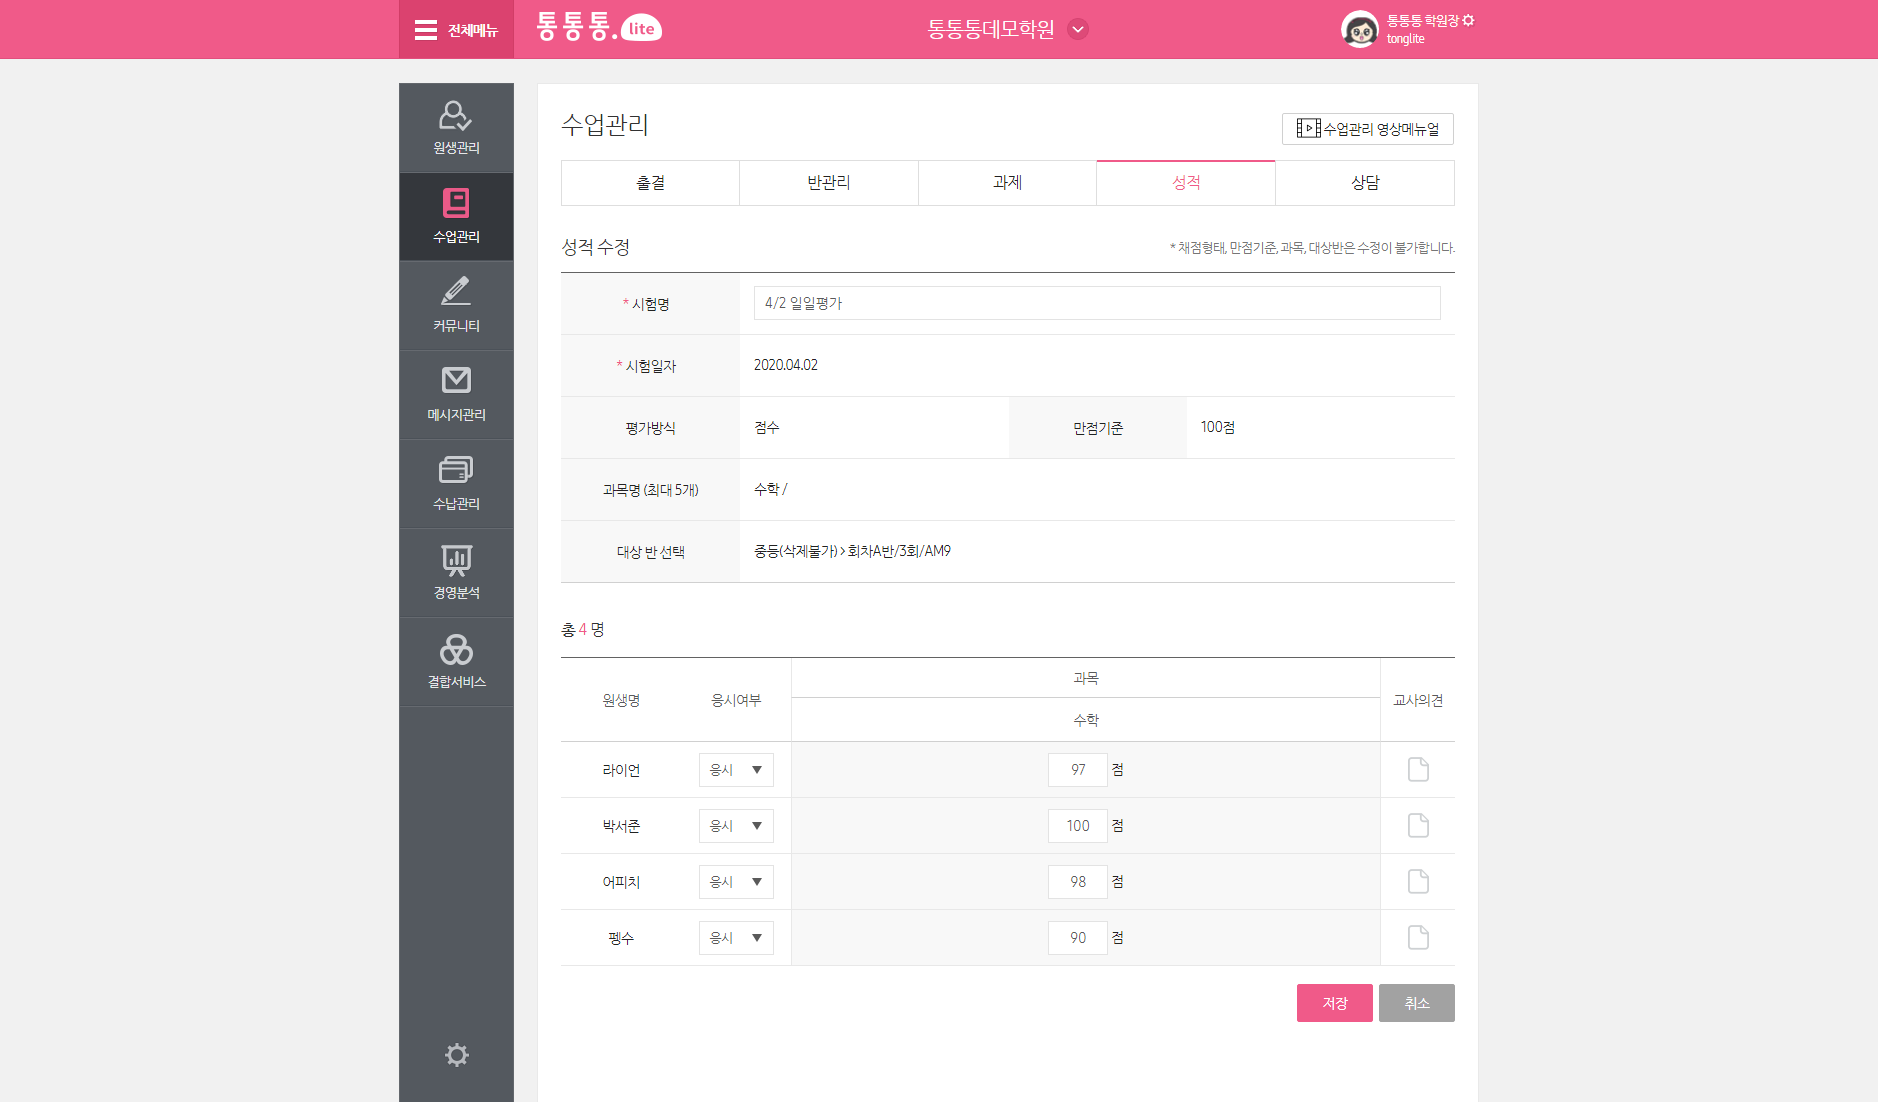 전체메뉴
통통통.lite
통통통데모학원
통통통 학원장
tonglite
원생관리
수업관리
커뮤니티
메시지관리
수납관리
경영분석
결합서비스
수업관리
수업관리 영상메뉴얼
출결 반관리 과제 성적 상담
성적 수정
* 채점형태, 만점기준, 과목, 대상반은 수정이 불가합니다.
* 시험명 4/2 일일평가
* 시험일자 2020.04.02
평가방식 점수 만점기준 100점
과목명 (최대 5개) 수학 /
대상 반 선택 중등(삭제불가) > 회차A반/3회/AM9
총 4 명
원생명 응시여부 과목 교사의견
수학
라이언 응시 ▼ 97 점
박서준 응시 ▼ 100 점
어피치 응시 ▼ 98 점
펭수 응시 ▼ 90 점
저장 취소